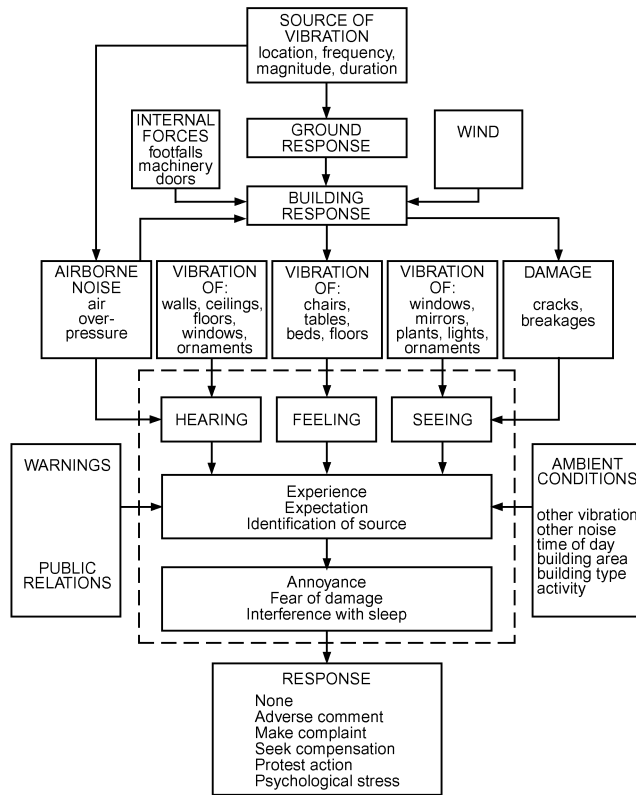 SOURCE OF
VIBRATION
location, frequency,
magnitude, duration
INTERNAL
FORCES
footfalls
machinery
doors
GROUND
RESPONSE
WIND
BUILDING
RESPONSE
AIRBORNE
NOISE
air
over-
pressure
VIBRATION
OF:
walls, ceilings,
floors,
windows,
ornaments
VIBRATION
OF:
chairs,
tables,
beds, floors
VIBRATION
OF:
windows,
mirrors,
plants, lights,
ornaments
DAMAGE
cracks,
breakages
HEARING
FEELING
SEEING
WARNINGS
PUBLIC
RELATIONS
Experience
Expectation
Identification of source
AMBIENT
CONDITIONS
other vibration
other noise
time of day
building area
building type
activity
Annoyance
Fear of damage
Interference with sleep
RESPONSE
None
Adverse comment
Make complaint
Seek compensation
Protest action
Psychological stress